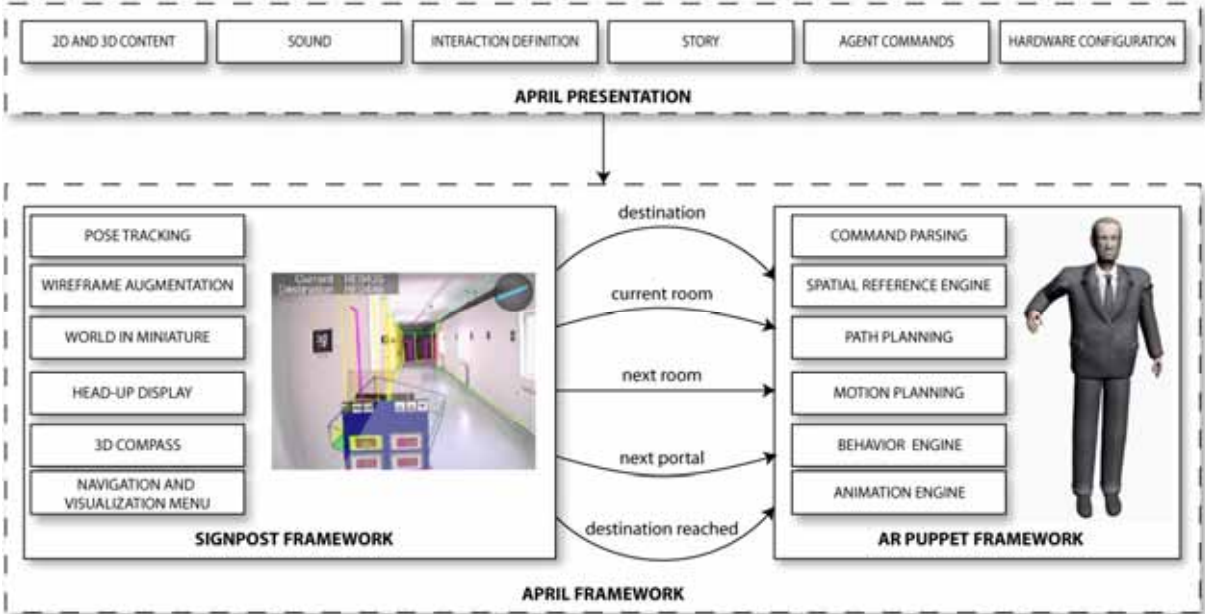 2D AND 3D CONTENT
SOUND
INTERACTION DEFINITION
STORY
AGENT COMMANDS
HARDWARE CONFIGURATION
APRIL PRESENTATION
POSE TRACKING
WIREFRAME AUGMENTATION
WORLD IN MINIATURE
HEAD-UP DISPLAY
3D COMPASS
NAVIGATION AND
VISUALIZATION MENU
SIGNPOST FRAMEWORK
destination
current room
next room
next portal
destination reached
COMMAND PARSING
SPATIAL REFERENCE ENGINE
PATH PLANNING
MOTION PLANNING
BEHAVIOR ENGINE
ANIMATION ENGINE
AR PUPPET FRAMEWORK
APRIL FRAMEWORK